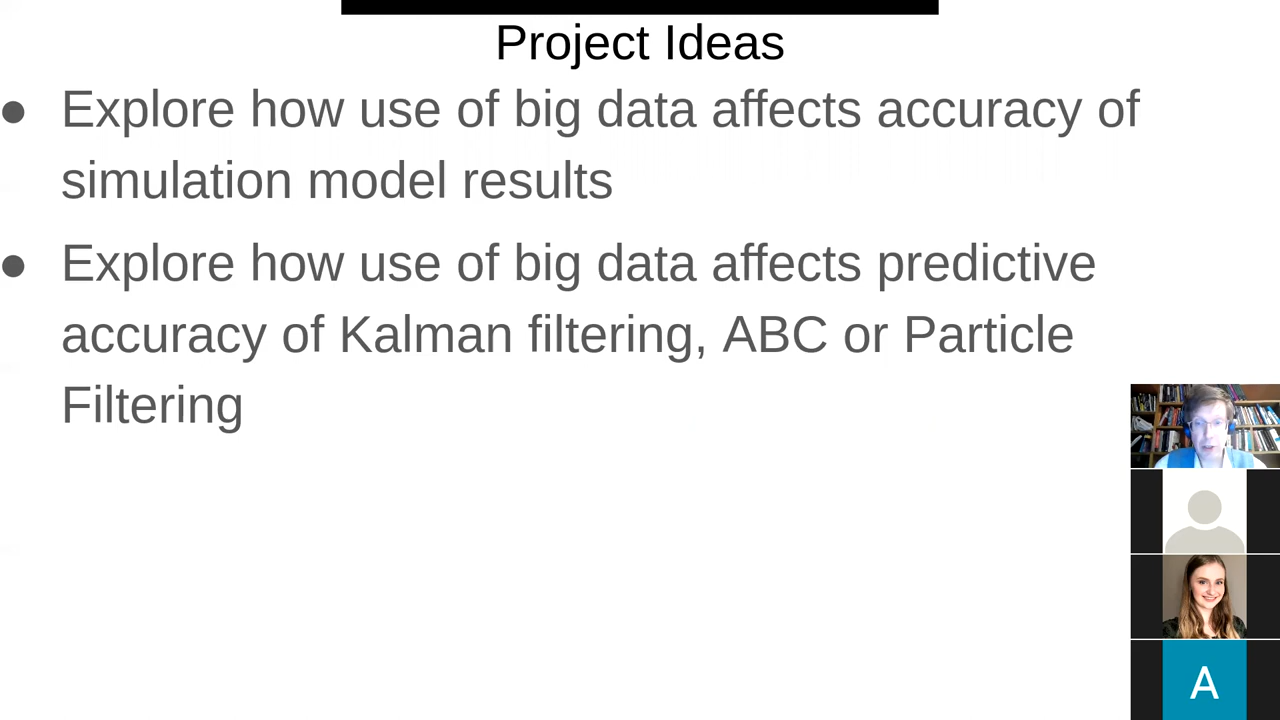 Project Ideas
● Explore how use of big data affects accuracy of
simulation model results
● Explore how use of big data affects predictive
accuracy of Kalman filtering, ABC or Particle
Filtering
A